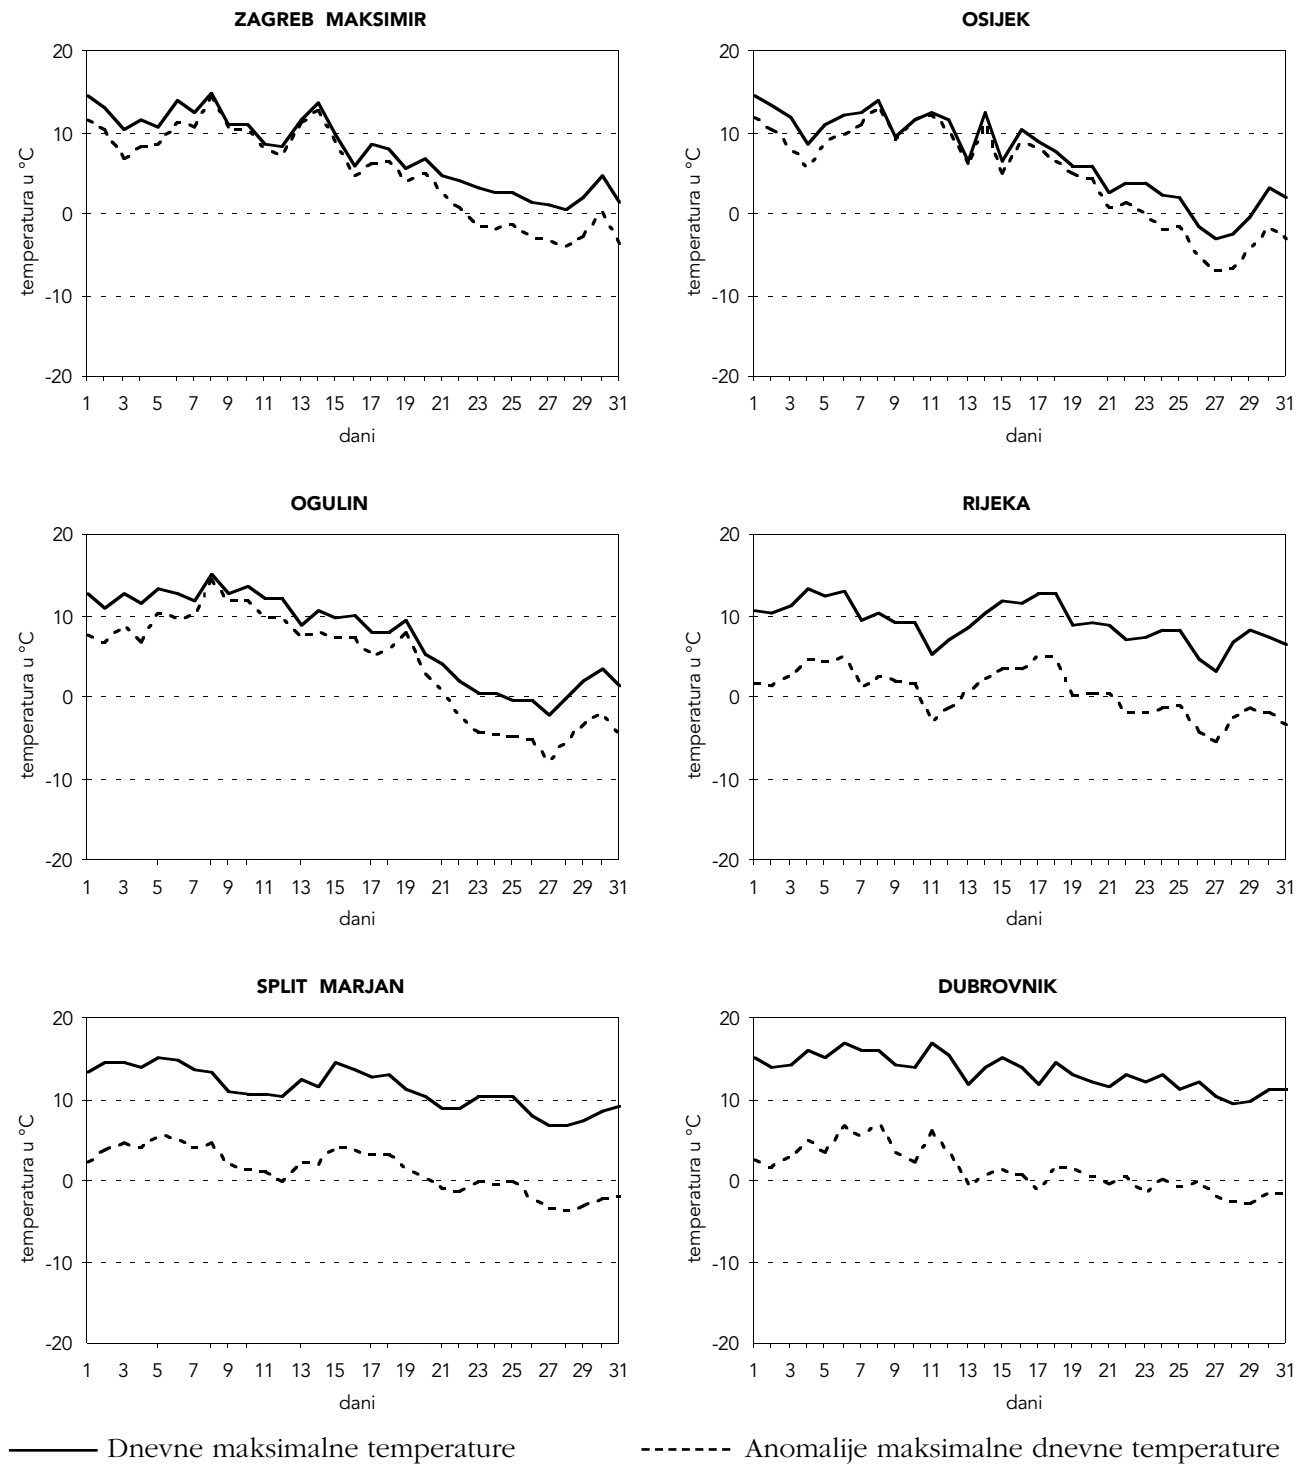 ZAGREB MAKSIMIR
20
10
0
-10
-20
temperatura u °C
1 3 5 7 9 11 13 15 17 19 21 23 25 27 29 31
dani
OSIJEK
20
10
0
-10
-20
temperatura u °C
1 3 5 7 9 11 13 15 17 19 21 23 25 27 29 31
dani
OGULIN
20
10
0
-10
-20
temperatura u °C
1 3 5 7 9 11 13 15 17 19 21 23 25 27 29 31
dani
RIJEKA
20
10
0
-10
-20
temperatura u °C
1 3 5 7 9 11 13 15 17 19 21 23 25 27 29 31
dani
SPLIT MARJAN
20
10
0
-10
-20
temperatura u °C
1 3 5 7 9 11 13 15 17 19 21 23 25 27 29 31
dani
DUBROVNIK
20
10
0
-10
-20
temperatura u °C
1 3 5 7 9 11 13 15 17 19 21 23 25 27 29 31
dani
Dnevne maksimalne temperature
Anomalije maksimalne dnevne temperature